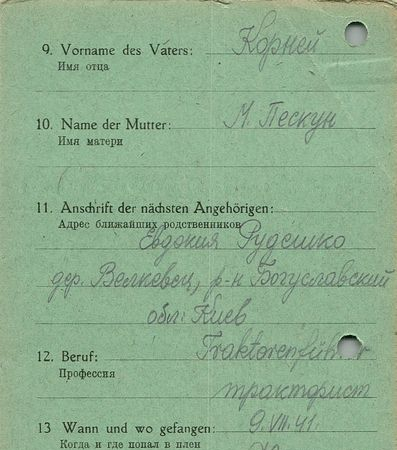 9. Vorname des Vaters: Корней
Имя отца
10. Name der Mutter: М. Пескун
Имя матери
11. Anschrift der nächsten Angehörigen:
Адрес ближайших родственников
Евдокия Руденко
дер. Велкевец, р-н Богуславский
обл. Киев
12. Beruf: Traktorenführer
Профессия тракторист
13 Wann und wo gefangen: 9. VII. 41.
Когда и где попал в плен